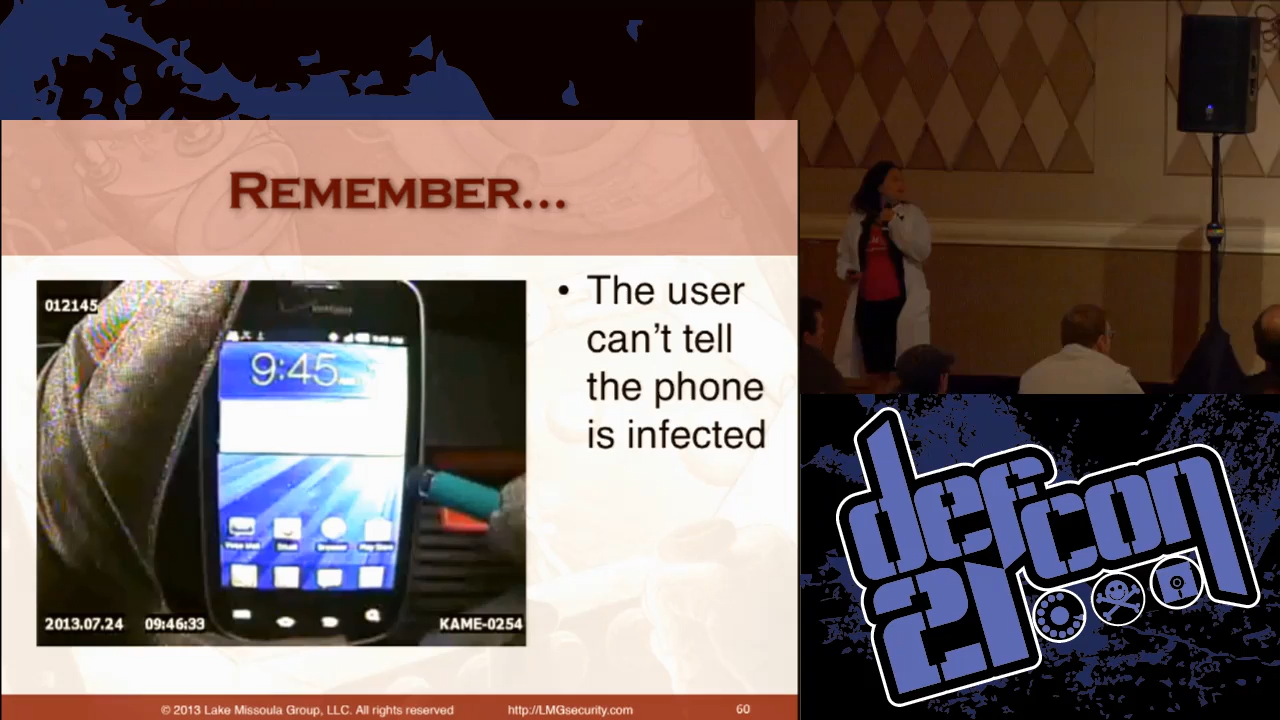 REMEMBER...
012145
verizon
9:45
• The user
can't tell
the phone
is infected
2013.07.24 09:46:33 KAME-0254
© 2013 Lake Missoula Group, LLC. All rights reserved http://LMGsecurity.com 60
defcon
21